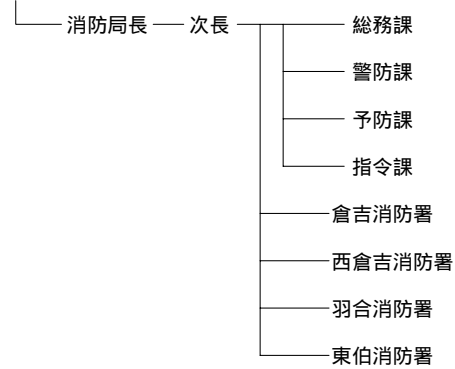 消防局長 次長 総務課
警防課
予防課
指令課
倉吉消防署
西倉吉消防署
羽合消防署
東伯消防署